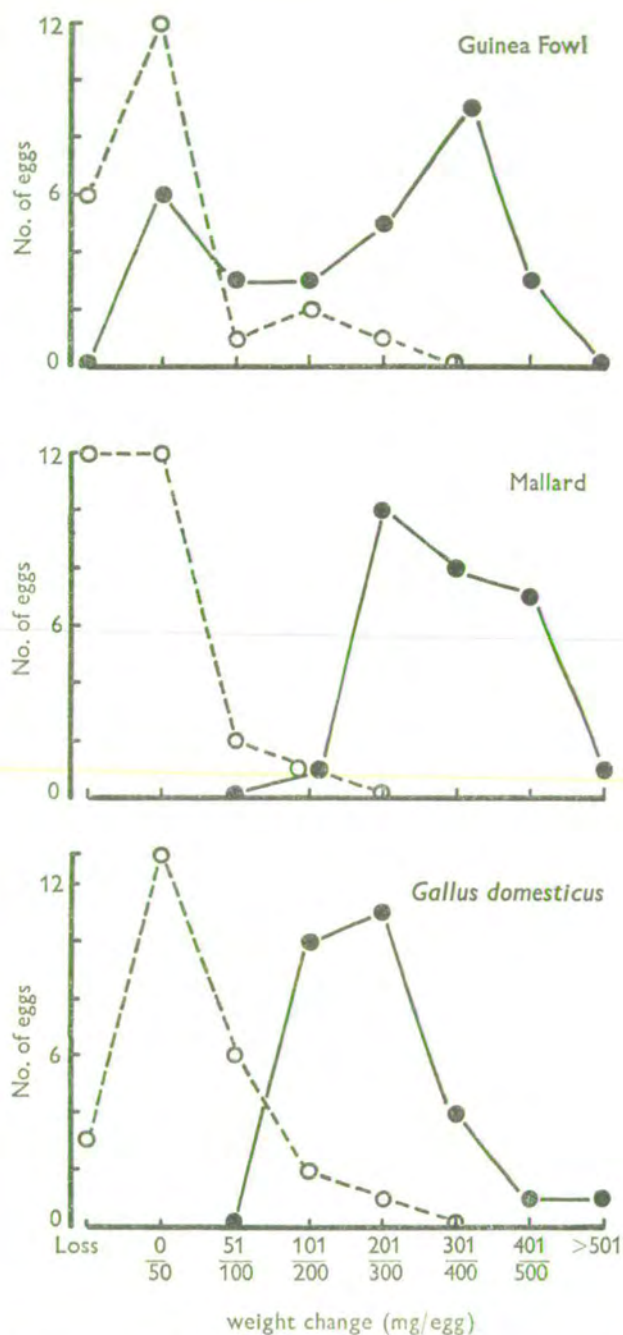 12
Guinea Fowl
No. of eggs
6
0
12
Mallard
No. of eggs
6
0
12
Gallus domesticus
No. of eggs
6
0
Loss 0 51 101 201 301 401 >501
50 100 200 300 400 500
weight change (mg/egg)